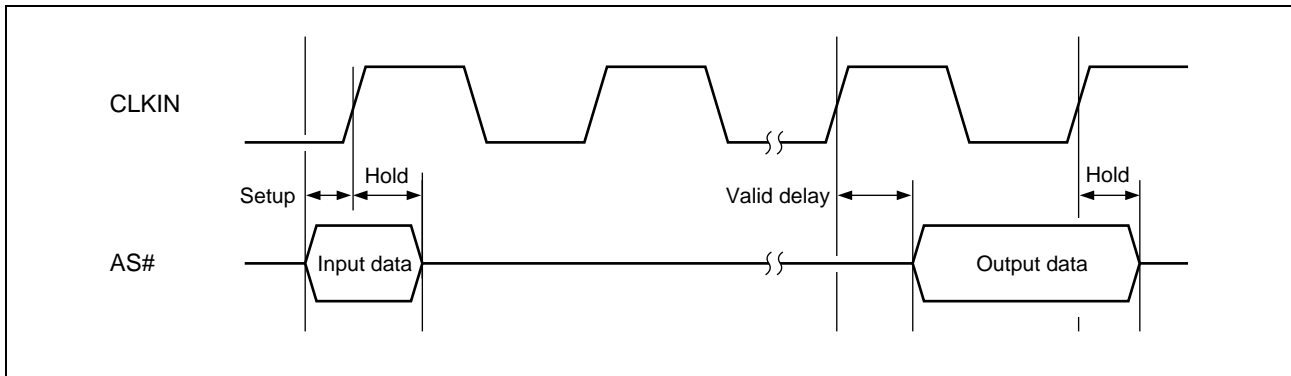 CLKIN
Setup
Hold
Valid delay
Hold
AS#
Input data
Output data